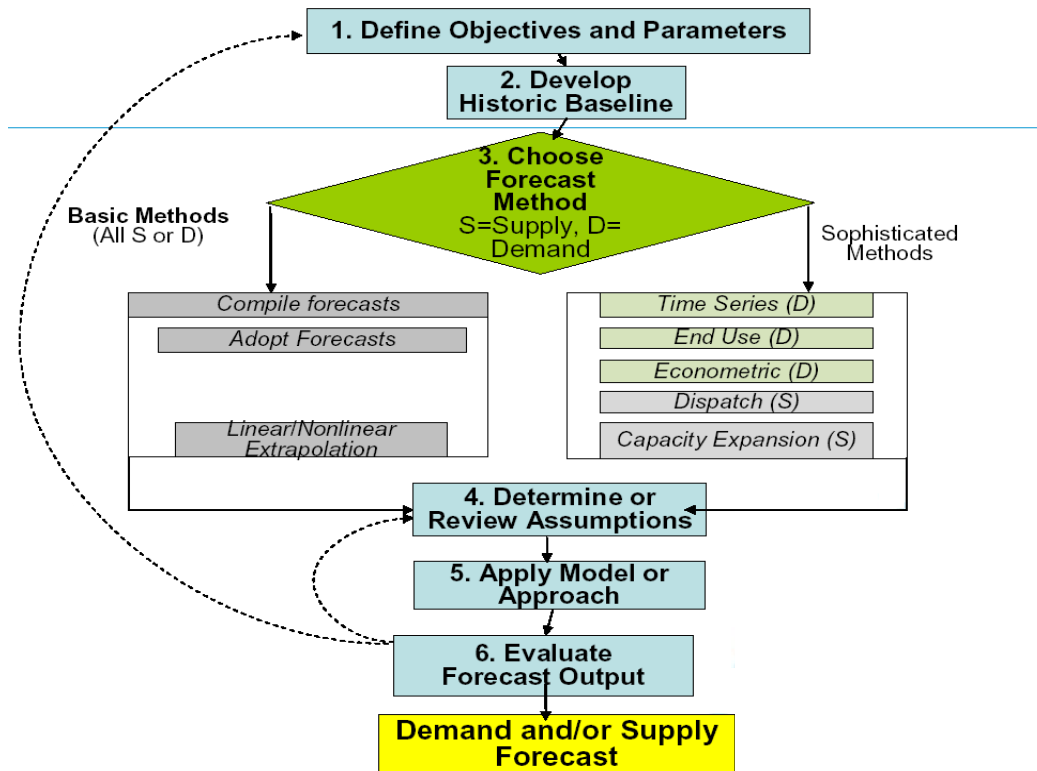 1. Define Objectives and Parameters
2. Develop
Historic Baseline
3. Choose
Forecast
Method
S=Supply, D=
Demand
Basic Methods
(All S or D)
Sophisticated
Methods
Compile forecasts
Adopt Forecasts
Linear/Nonlinear
Extrapolation
Time Series (D)
End Use (D)
Econometric (D)
Dispatch (S)
Capacity Expansion (S)
4. Determine or
Review Assumptions
5. Apply Model or
Approach
6. Evaluate
Forecast Output
Demand and/or Supply
Forecast